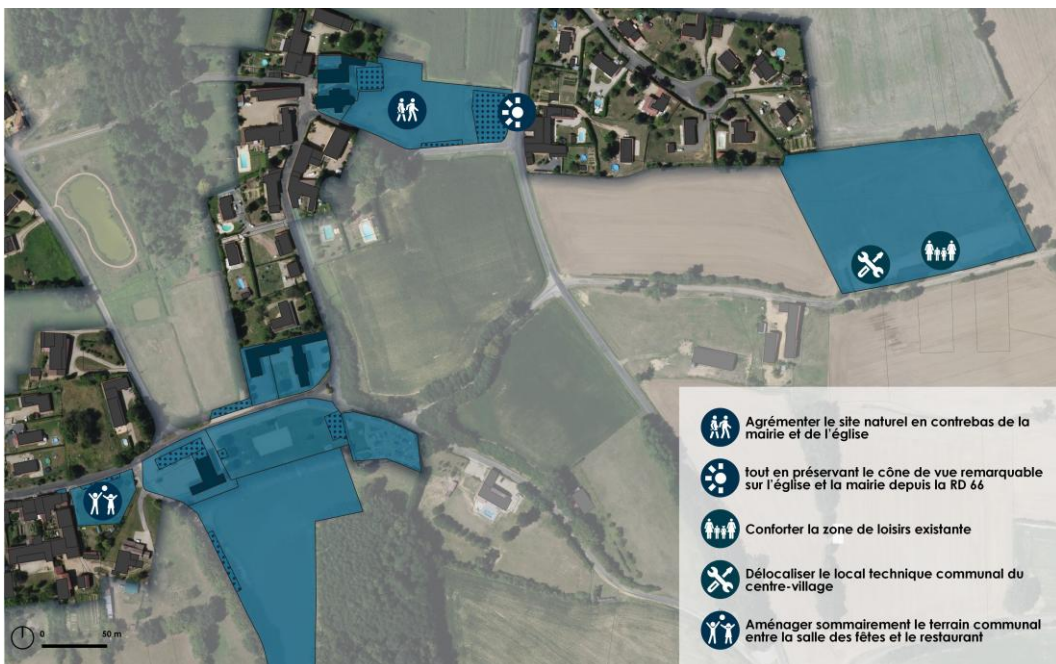 Agrémenter le site naturel en contrebas de la
mairie et de l'église
tout en préservant le cône de vue remarquable
sur l'église et la mairie depuis la RD 66
Conforter la zone de loisirs existante
Délocaliser le local technique communal du
centre-village
Aménager sommairement le terrain communal
entre la salle des fêtes et le restaurant
0 50 m